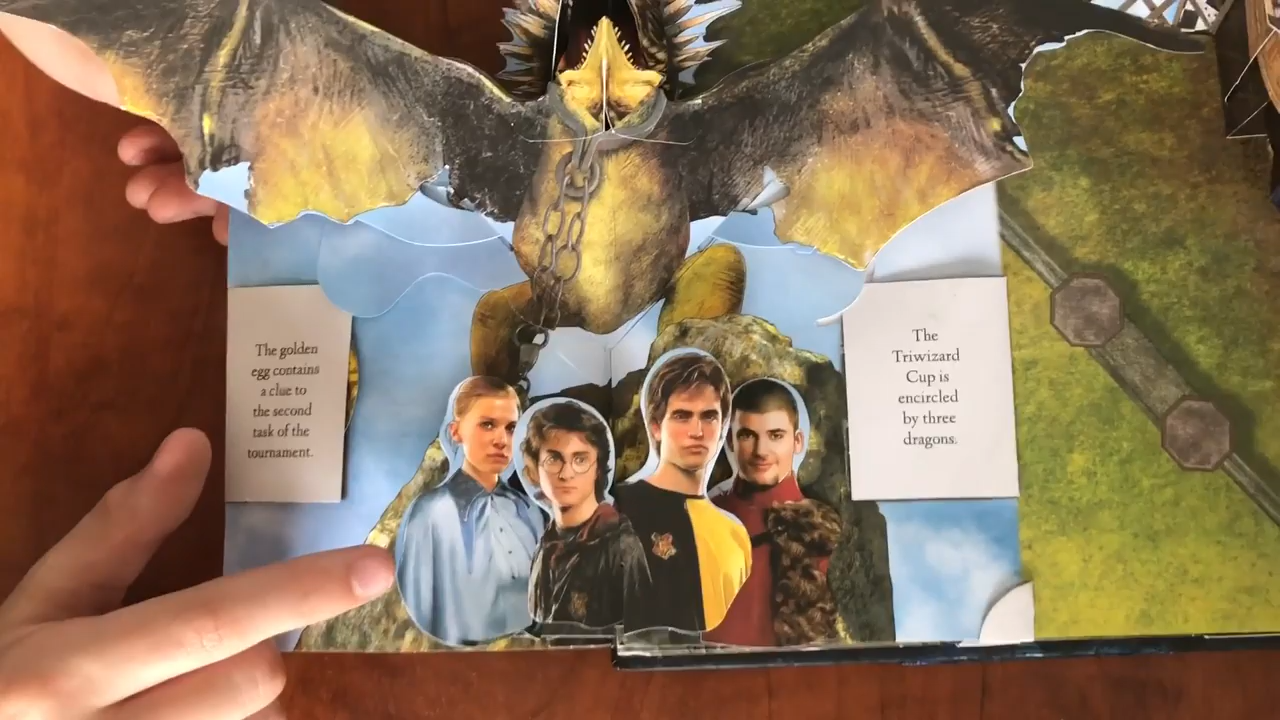 The golden
egg contains
a clue to
the second
task of the
tournament.
The
Triwizard
Cup is
encircled
by three
dragons.